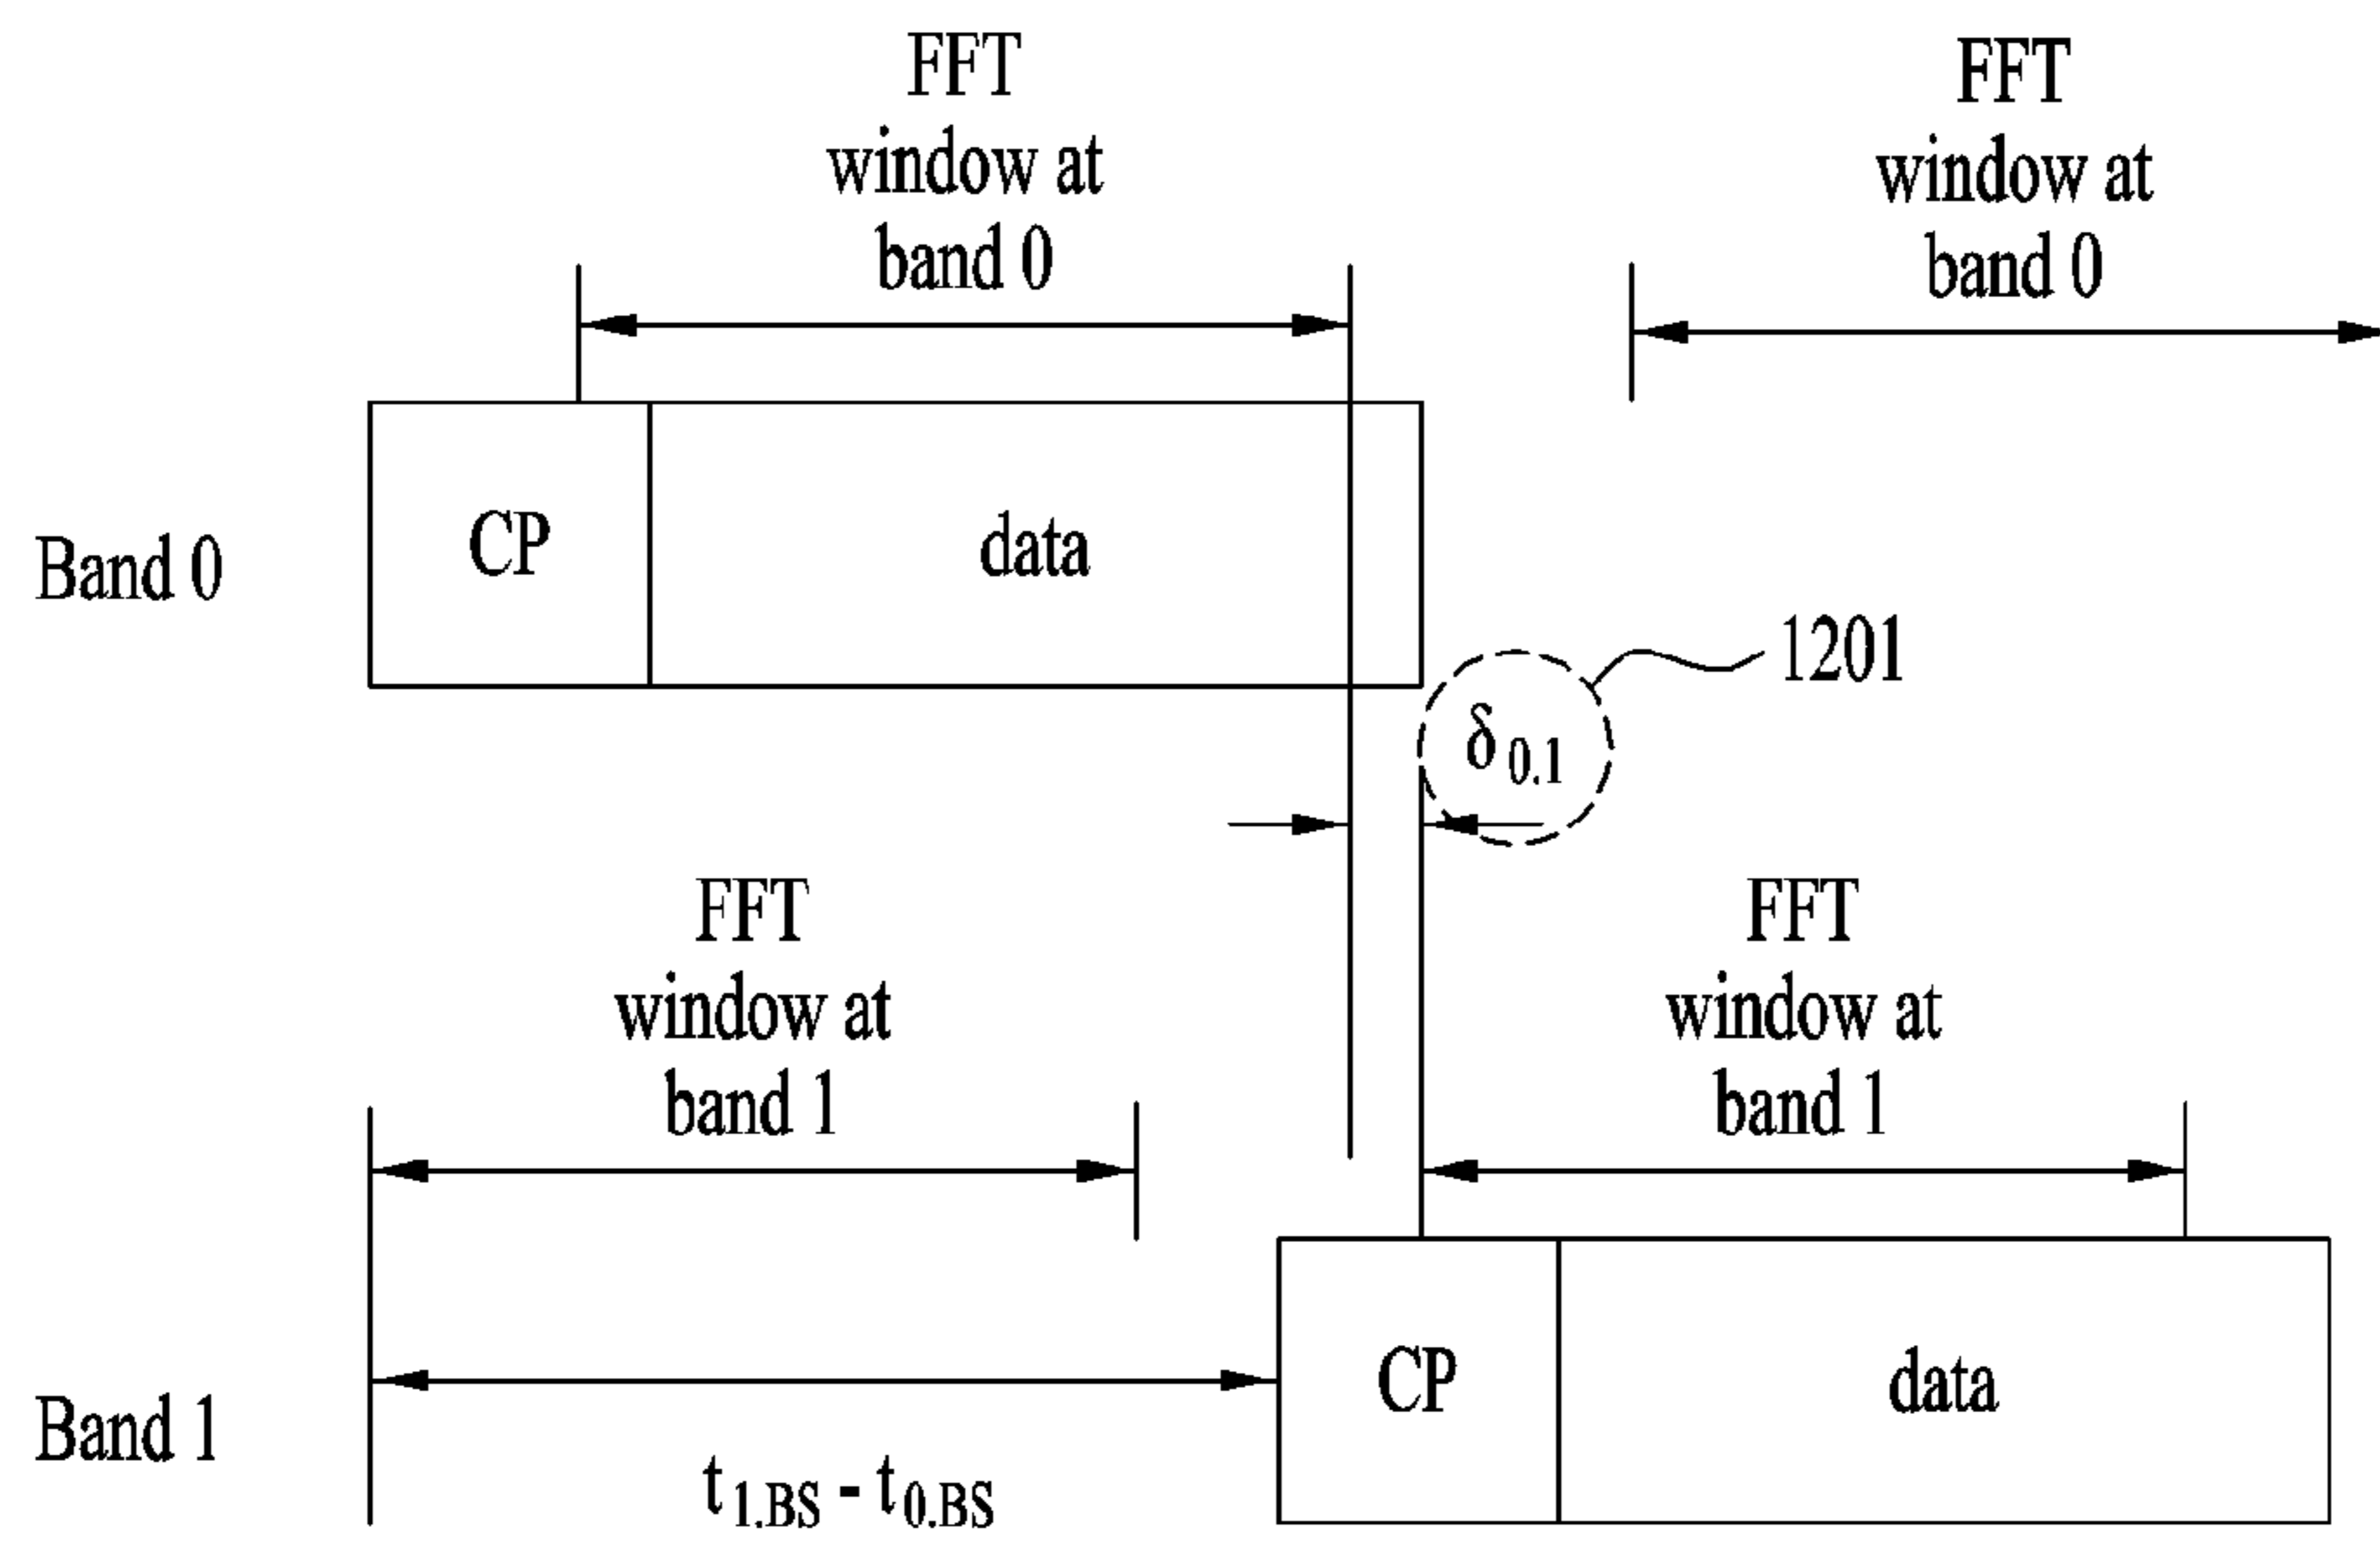 FFT
window at
band 0
FFT
window at
band 0
Band 0
CP
data
1201
δ0.1
FFT
window at
band 1
FFT
window at
band 1
Band 1
CP
data
t1.BS - t0.BS